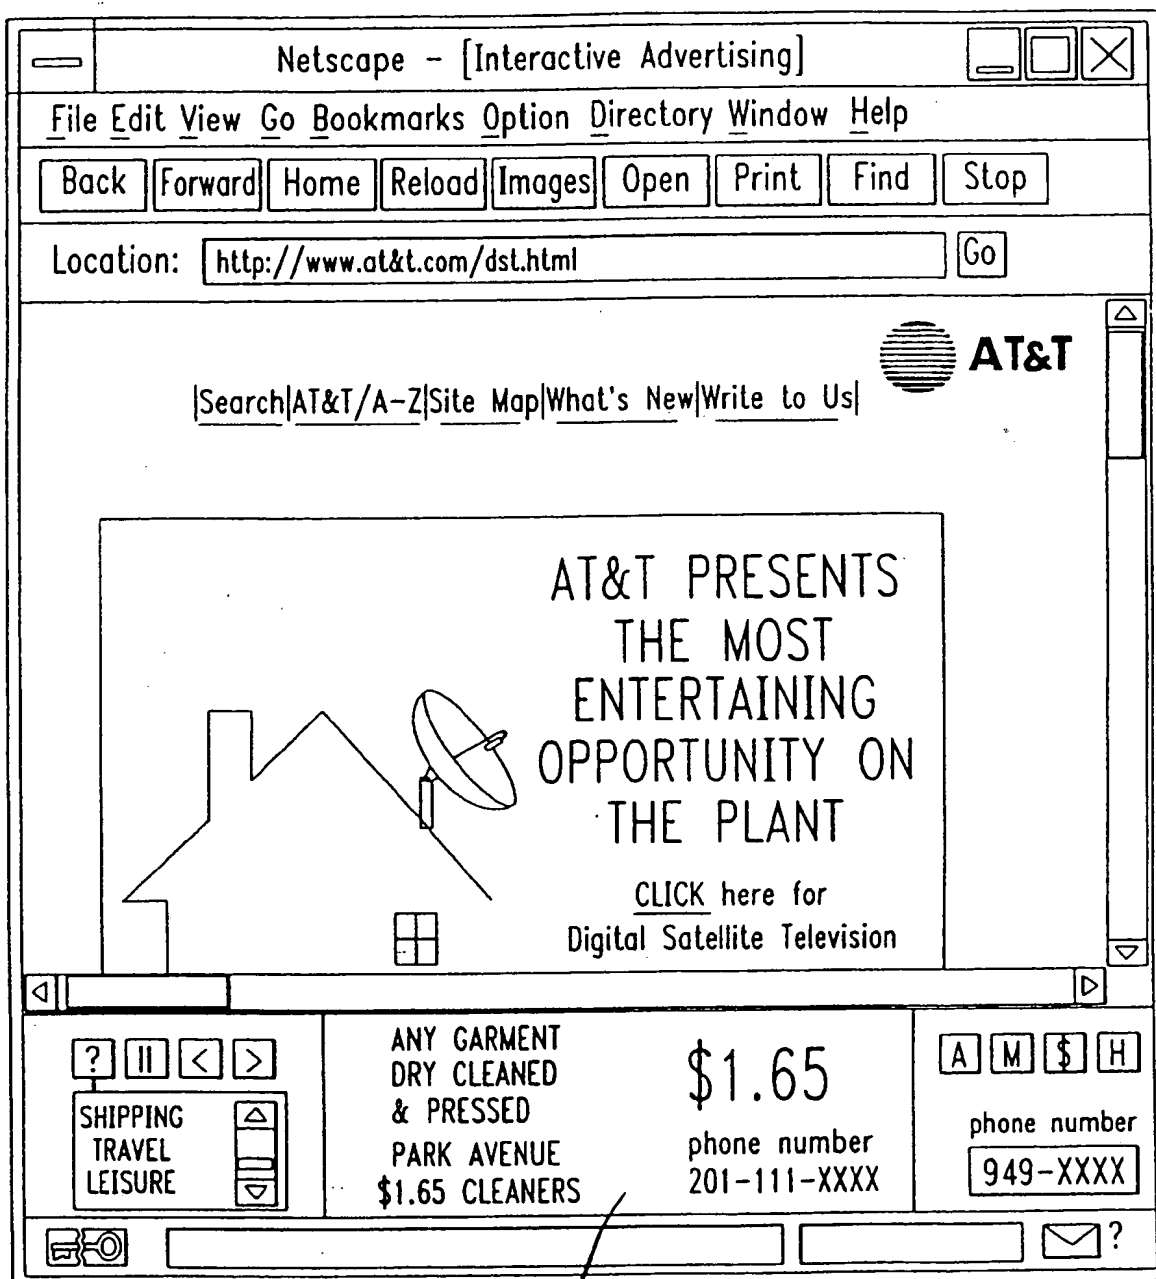 Netscape - [Interactive Advertising]
File Edit View Go Bookmarks Option Directory Window Help
Back Forward Home Reload Images Open Print Find Stop
Location: http://www.at&t.com/dst.html Go
AT&T
|Search|AT&T/A-Z|Site Map|What's New|Write to Us|
AT&T PRESENTS
THE MOST
ENTERTAINING
OPPORTUNITY ON
THE PLANT
CLICK here for
Digital Satellite Television
? || < >
SHIPPING
TRAVEL
LEISURE
ANY GARMENT
DRY CLEANED
& PRESSED
PARK AVENUE
$1.65 CLEANERS
$1.65
phone number
201-111-XXXX
A M $ H
phone number
949-XXXX
?